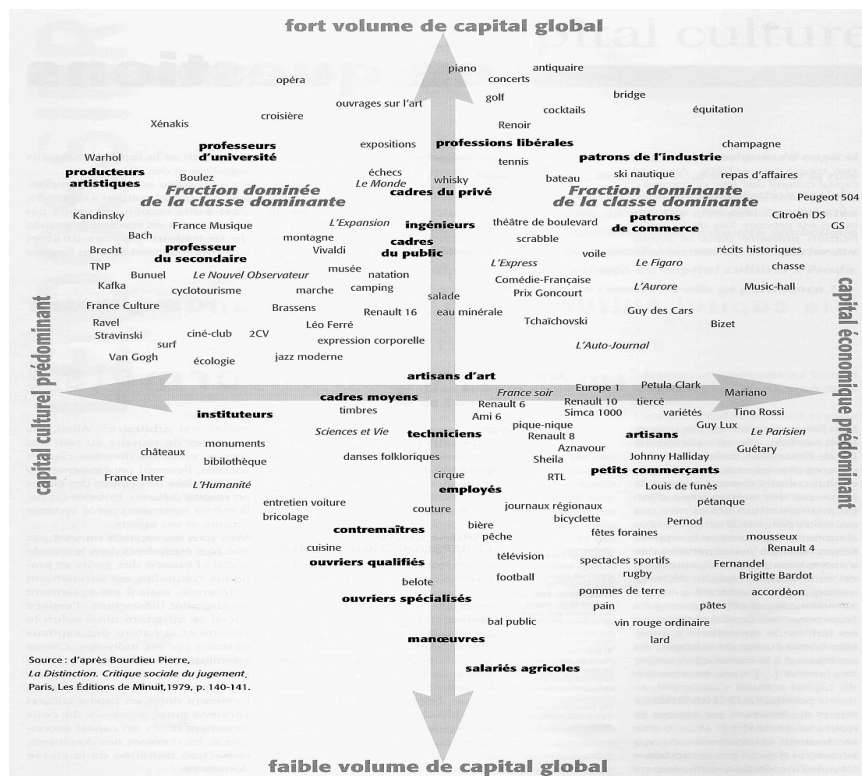 fort volume de capital global
piano
antiquaire
opéra
concerts
ouvrages sur l'art
golf
bridge
croisière
cocktails
équitation
Xénakis
Renoir
professeurs
d'université
expositions
professions libérales
champagne
Warhol
tennis
patrons de l'industrie
producteurs
artistiques
Boulez
échecs
Le Monde
whisky
bateau
ski nautique
repas d'affaires
Fraction dominée
de la classe dominante
cadres du privé
Fraction dominante
de la classe dominante
Peugeot 504
Kandinsky
France Musique
L'Expansion
ingénieurs
théâtre de boulevard
patrons
de commerce
Citroên DS
GS
Bach
montagne
scrabble
Brecht
professeur
du secondaire
Vivaldi
cadres
du public
voile
récits historiques
TNP
musée
L'Express
Le Figaro
chasse
Bunuel
Le Nouvel Observateur
natation
Comédie-Française
Kafka
cyclotourisme
marche
camping
Prix Goncourt
L'Aurore
Music-hall
salade
France Culture
Brassens
Renault 16
eau minérale
Guy des Cars
Ravel
Léo Ferré
Tchaïchovski
Bizet
Stravinski
surf
ciné-club
2CV
expression corporelle
L'Auto-Journal
Van Gogh
écologie
jazz moderne
capital culturel prédominant
capital économique prédominant
artisans d'art
Europe 1
Petula Clark
cadres moyens
France soir
Mariano
instituteurs
timbres
Renault 6
Renault 10
tiercé
Ami 6
Simca 1000
variétés
Tino Rossi
Sciences et Vie
techniciens
pique-nique
Guy Lux
Le Parisien
monuments
Renault 8
artisans
châteaux
danses folkloriques
Aznavour
Guétary
bibiliothèque
Sheila
Johnny Halliday
France Inter
cirque
RTL
petits commerçants
L'Humanité
employés
Louis de funès
entretien voiture
couture
journaux régionaux
pétanque
bricolage
bicyclette
contremaîtres
bière
Pernod
pêche
fêtes foraines
mousseux
cuisine
Renault 4
ouvriers qualifiés
télévision
spectacles sportifs
Fernandel
belote
football
rugby
Brigitte Bardot
ouvriers spécialisés
pommes de terre
accordéon
pain
pâtes
bal public
vin rouge ordinaire
manœuvres
lard
Source : d'après Bourdieu Pierre,
La Distinction. Critique sociale du jugement,
Paris, Les Éditions de Minuit,1979, p. 140-141.
salariés agricoles
faible volume de capital global